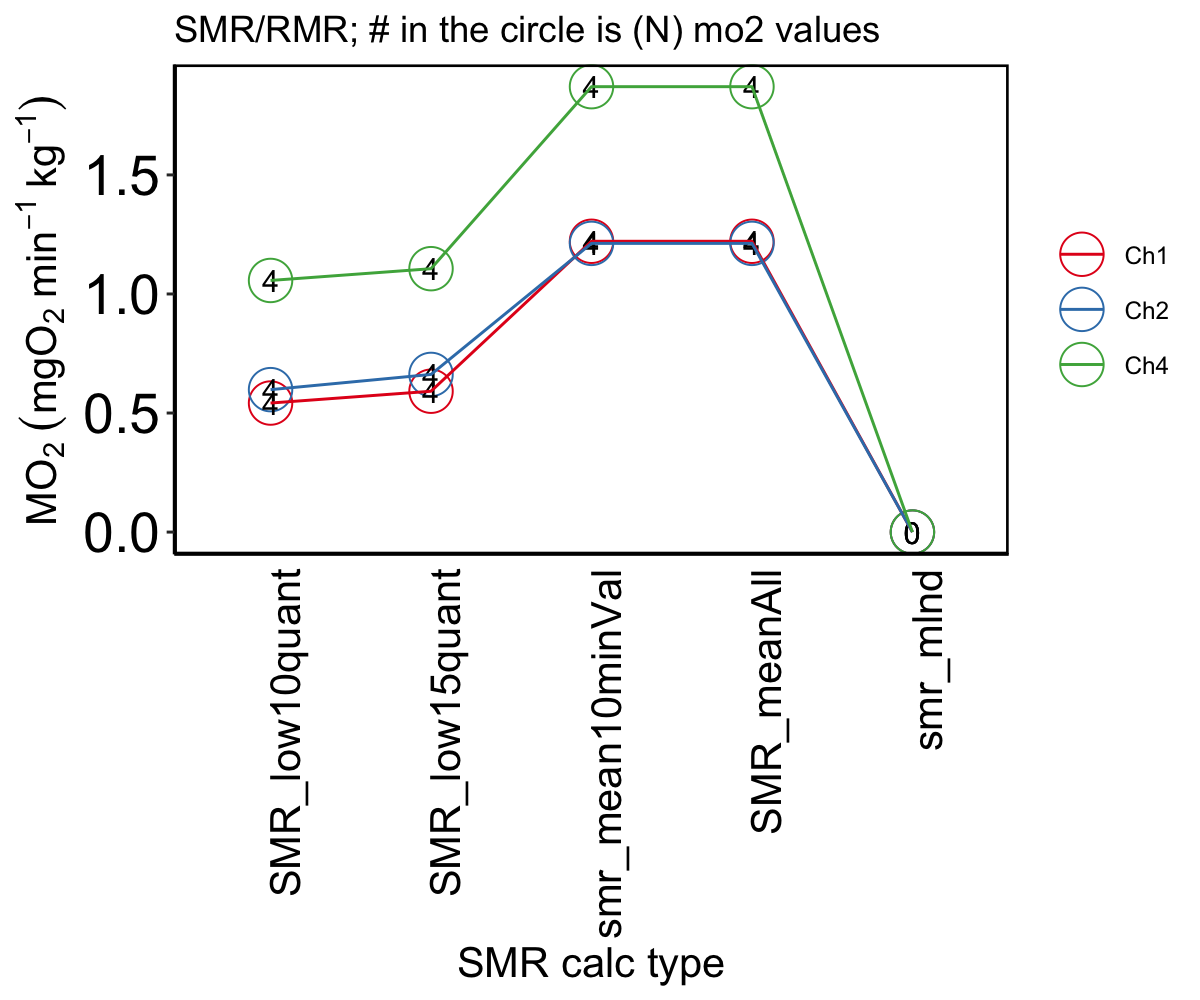 SMR/RMR; # in the circle is (N) mo2 values
MO₂ (mgO₂ min⁻¹ kg⁻¹)
1.5
1.0
0.5
0.0
4
4
4
4
4
4
4
4
4
4
4
4
0
SMR_low10quant
SMR_low15quant
smr_mean10minVal
SMR_meanAll
smr_mlnd
SMR calc type
Ch1
Ch2
Ch4